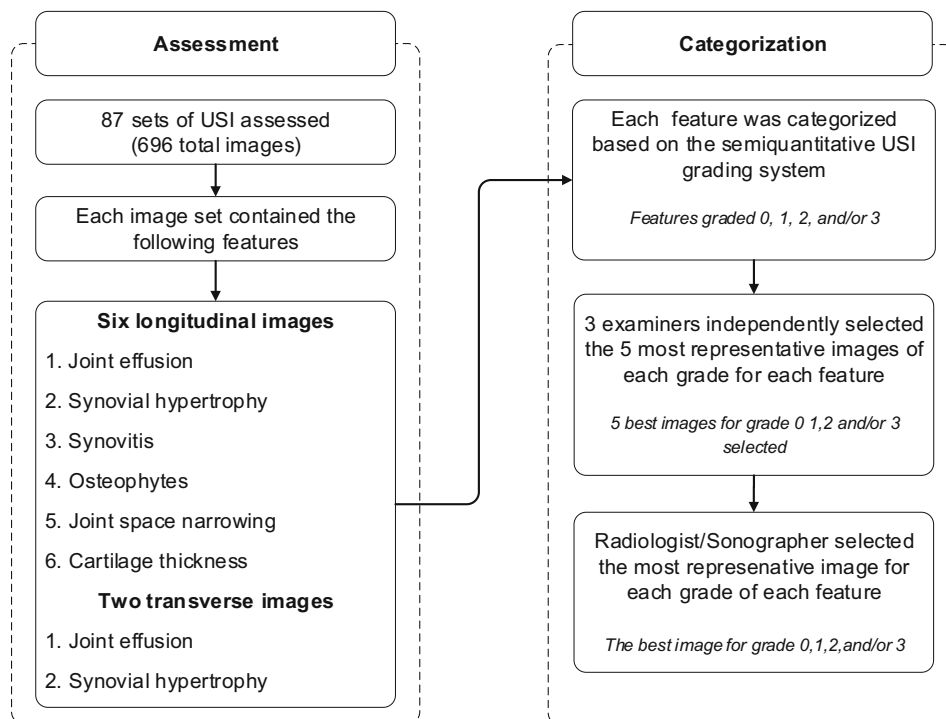 Assessment
87 sets of USI assessed
(696 total images)
Each image set contained the
following features
Six longitudinal images
1. Joint effusion
2. Synovial hypertrophy
3. Synovitis
4. Osteophytes
5. Joint space narrowing
6. Cartilage thickness
Two transverse images
1. Joint effusion
2. Synovial hypertrophy
Categorization
Each feature was categorized
based on the semiquantitative USI
grading system
Features graded 0, 1, 2, and/or 3
3 examiners independently selected
the 5 most representative images of
each grade for each feature
5 best images for grade 0 1,2 and/or 3
selected
Radiologist/Sonographer selected
the most represenative image for
each grade of each feature
The best image for grade 0,1,2,and/or 3